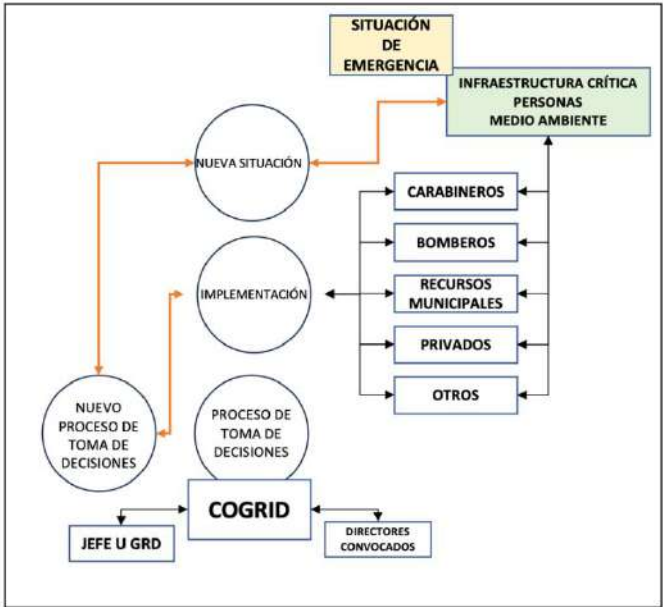 SITUACIÓN
DE
EMERGENCIA
INFRAESTRUCTURA CRÍTICA
PERSONAS
MEDIO AMBIENTE
NUEVA SITUACIÓN
CARABINEROS
BOMBEROS
IMPLEMENTACIÓN
RECURSOS
MUNICIPALES
PRIVADOS
OTROS
NUEVO
PROCESO DE
TOMA DE
DECISIONES
PROCESO DE
TOMA DE
DECISIONES
COGRID
JEFE U GRD
DIRECTORES
CONVOCADOS